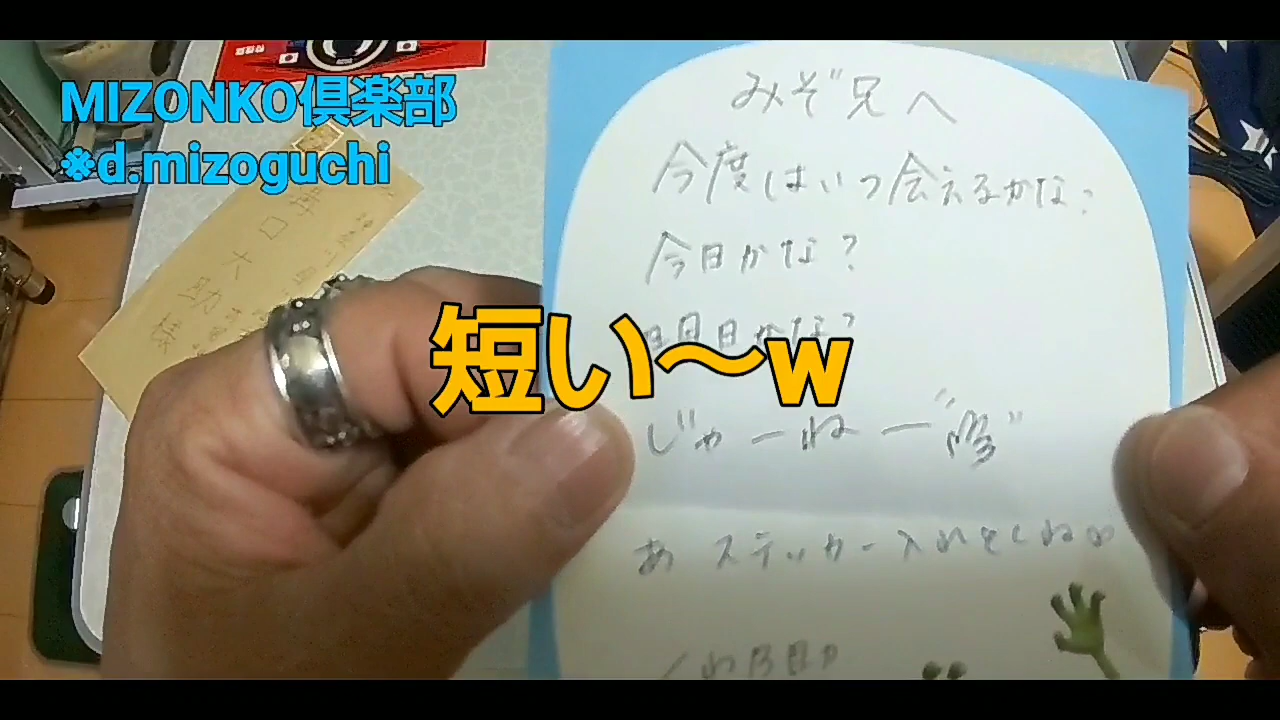 MIZONKO倶楽部
※d.mizoguchi
みぞ兄へ
今度はいつ会えるかな?
今日かな?
明日かな?
短い〜w
じゃーねー
あ ステッカー入れとくね